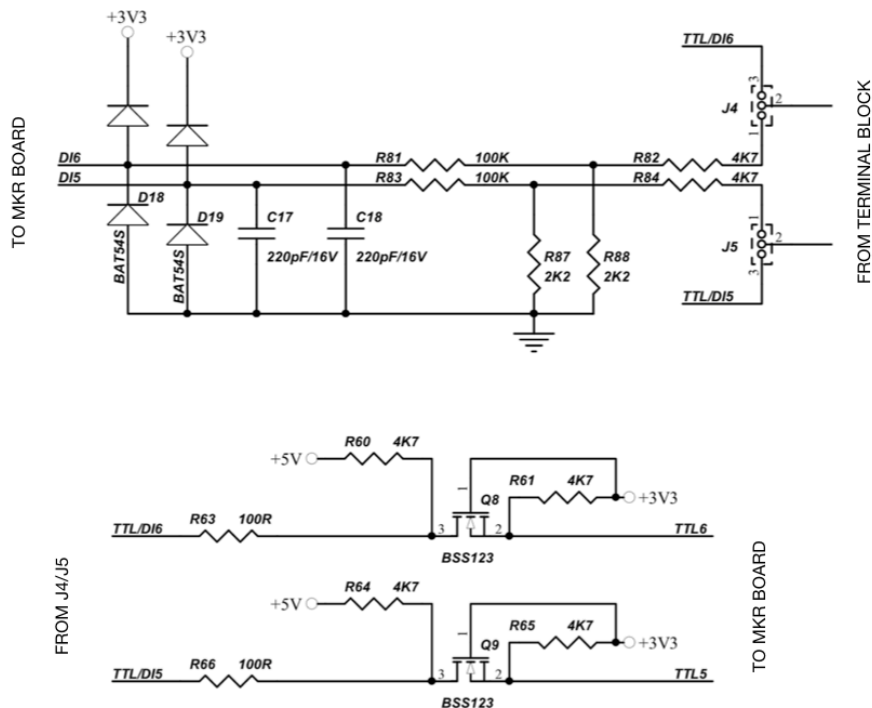 +3V3
+3V3
TTL/DI6
3
J4
2
1
TO MKR BOARD
FROM TERMINAL BLOCK
DI6
R81 100K
R82 4K7
DI5
R83 100K
R84 4K7
D18
BAT54S
D19
BAT54S
C17
220pF/16V
C18
220pF/16V
R87
2K2
R88
2K2
1
J5
2
3
TTL/DI5
R60 4K7
+5V
1
Q8
R61 4K7
+3V3
R63 100R
TTL/DI6
3
2
TTL6
BSS123
FROM J4/J5
TO MKR BOARD
R64 4K7
+5V
1
Q9
R65 4K7
+3V3
R66 100R
TTL/DI5
3
2
TTL5
BSS123